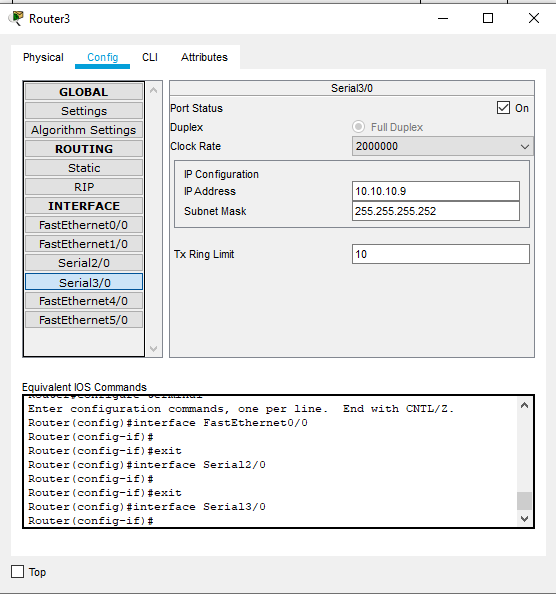 Router3
Physical Config CLI Attributes
GLOBAL
Settings
Algorithm Settings
ROUTING
Static
RIP
INTERFACE
FastEthernet0/0
FastEthernet1/0
Serial2/0
Serial3/0
FastEthernet4/0
FastEthernet5/0
Serial3/0
Port Status On
Duplex Full Duplex
Clock Rate 2000000
IP Configuration
IP Address 10.10.10.9
Subnet Mask 255.255.255.252
Tx Ring Limit 10
Equivalent IOS Commands
Router#configure terminal
Enter configuration commands, one per line.  End with CNTL/Z.
Router(config)#interface FastEthernet0/0
Router(config-if)#
Router(config-if)#exit
Router(config)#interface Serial2/0
Router(config-if)#
Router(config-if)#exit
Router(config)#interface Serial3/0
Router(config-if)#
Top